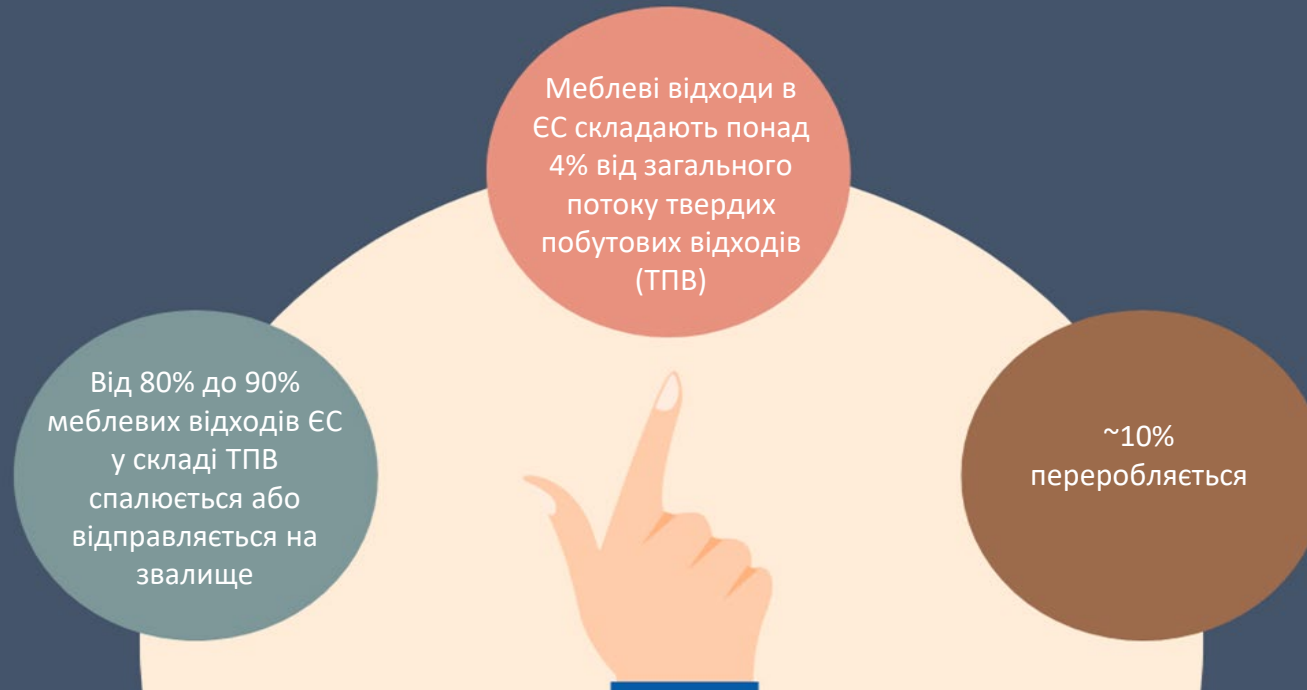 Меблеві відходи в
ЄС складають понад
4% від загального
потоку твердих
побутових відходів
(ТПВ)
Від 80% до 90%
меблевих відходів ЄС
у складі ТПВ
спалюється або
відправляється на
звалище
~10%
переробляється